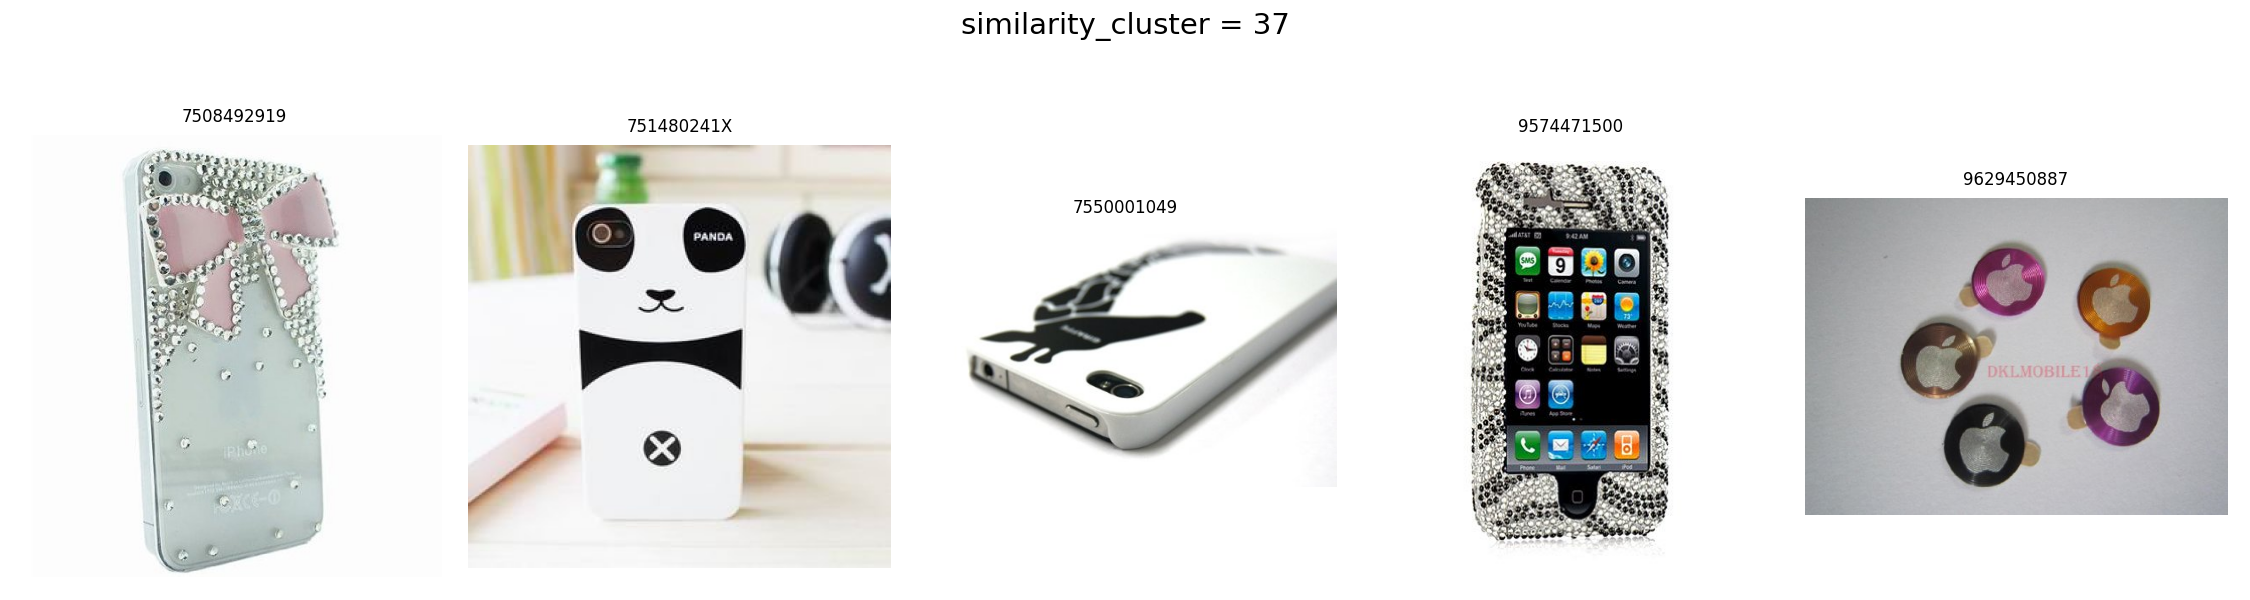 similarity_cluster = 37
7508492919
751480241X
7550001049
9574471500
9629450887
iPhone
PANDA
AT&T
9:42 AM
SMS
9
Text
Calendar
Photos
Camera
73°
YouTube
Stocks
Maps
Weather
Clock
Calculator
Notes
Settings
iTunes
App Store
Phone
Mail
Safari
iPod
DKLMOBILE1